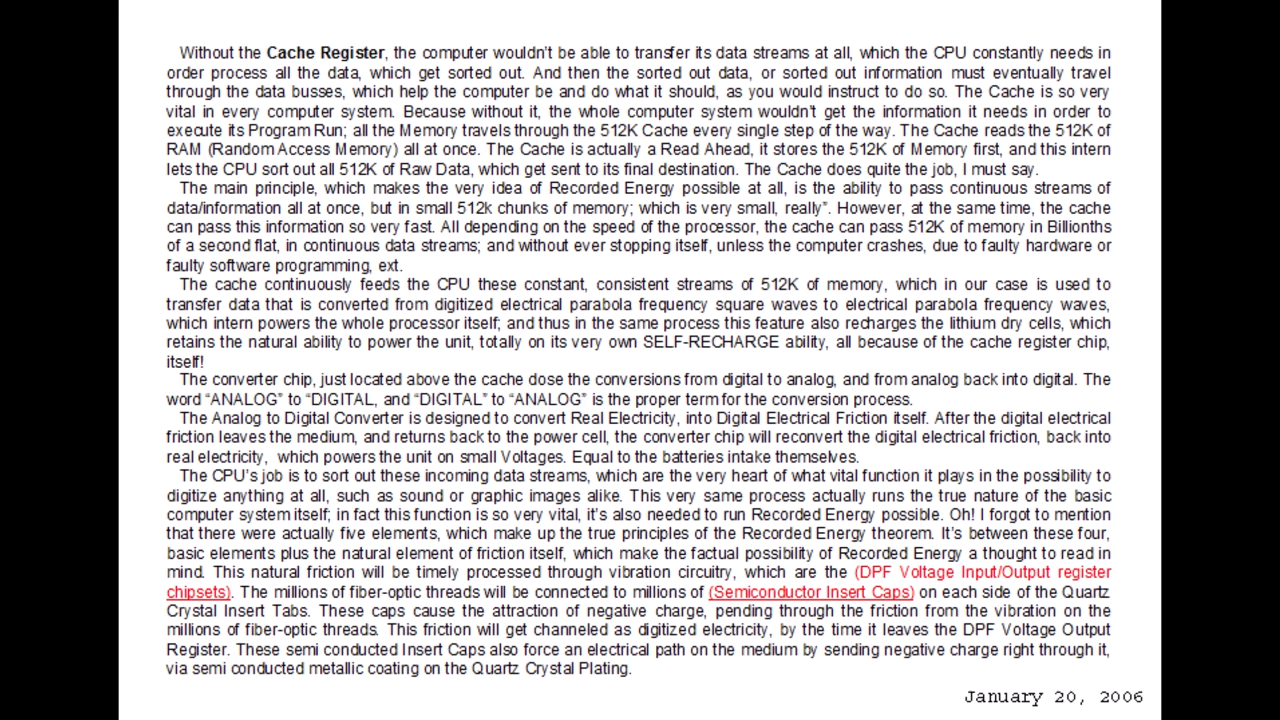 Without the Cache Register, the computer wouldn't be able to transfer its data streams at all, which the CPU constantly needs in
order process all the data, which get sorted out. And then the sorted out data, or sorted out information must eventually travel
through the data busses, which help the computer be and do what it should, as you would instruct to do so. The Cache is so very
vital in every computer system. Because without it, the whole computer system wouldn't get the information it needs in order to
execute its Program Run; all the Memory travels through the 512K Cache every single step of the way. The Cache reads the 512K of
RAM (Random Access Memory) all at once. The Cache is actually a Read Ahead, it stores the 512K of Memory first, and this intern
lets the CPU sort out all 512K of Raw Data, which get sent to its final destination. The Cache does quite the job, I must say.
The main principle, which makes the very idea of Recorded Energy possible at all, is the ability to pass continuous streams of
data/information all at once, but in small 512k chunks of memory; which is very small, really". However, at the same time, the cache
can pass this information so very fast. All depending on the speed of the processor, the cache can pass 512K of memory in Billionths
of a second flat, in continuous data streams; and without ever stopping itself, unless the computer crashes, due to faulty hardware or
faulty software programming, ext.
The cache continuously feeds the CPU these constant, consistent streams of 512K of memory, which in our case is used to
transfer data that is converted from digitized electrical parabola frequency square waves to electrical parabola frequency waves,
which intern powers the whole processor itself; and thus in the same process this feature also recharges the lithium dry cells, which
retains the natural ability to power the unit, totally on its very own SELF-RECHARGE ability, all because of the cache register chip,
itself!
The converter chip, just located above the cache dose the conversions from digital to analog, and from analog back into digital. The
word "ANALOG" to "DIGITAL, and "DIGITAL" to "ANALOG" is the proper term for the conversion process.
The Analog to Digital Converter is designed to convert Real Electricity, into Digital Electrical Friction itself. After the digital electrical
friction leaves the medium, and returns back to the power cell, the converter chip will reconvert the digital electrical friction, back into
real electricity, which powers the unit on small Voltages. Equal to the batteries intake themselves.
The CPU's job is to sort out these incoming data streams, which are the very heart of what vital function it plays in the possibility to
digitize anything at all, such as sound or graphic images alike. This very same process actually runs the true nature of the basic
computer system itself; in fact this function is so very vital, it's also needed to run Recorded Energy possible. Oh! I forgot to mention
that there were actually five elements, which make up the true principles of the Recorded Energy theorem. It's between these four,
basic elements plus the natural element of friction itself, which make the factual possibility of Recorded Energy a thought to read in
mind. This natural friction will be timely processed through vibration circuitry, which are the (DPF Voltage Input/Output register
chipsets). The millions of fiber-optic threads will be connected to millions of (Semiconductor Insert Caps) on each side of the Quartz
Crystal Insert Tabs. These caps cause the attraction of negative charge, pending through the friction from the vibration on the
millions of fiber-optic threads. This friction will get channeled as digitized electricity, by the time it leaves the DPF Voltage Output
Register. These semi conducted Insert Caps also force an electrical path on the medium by sending negative charge right through it,
via semi conducted metallic coating on the Quartz Crystal Plating.
January 20, 2006